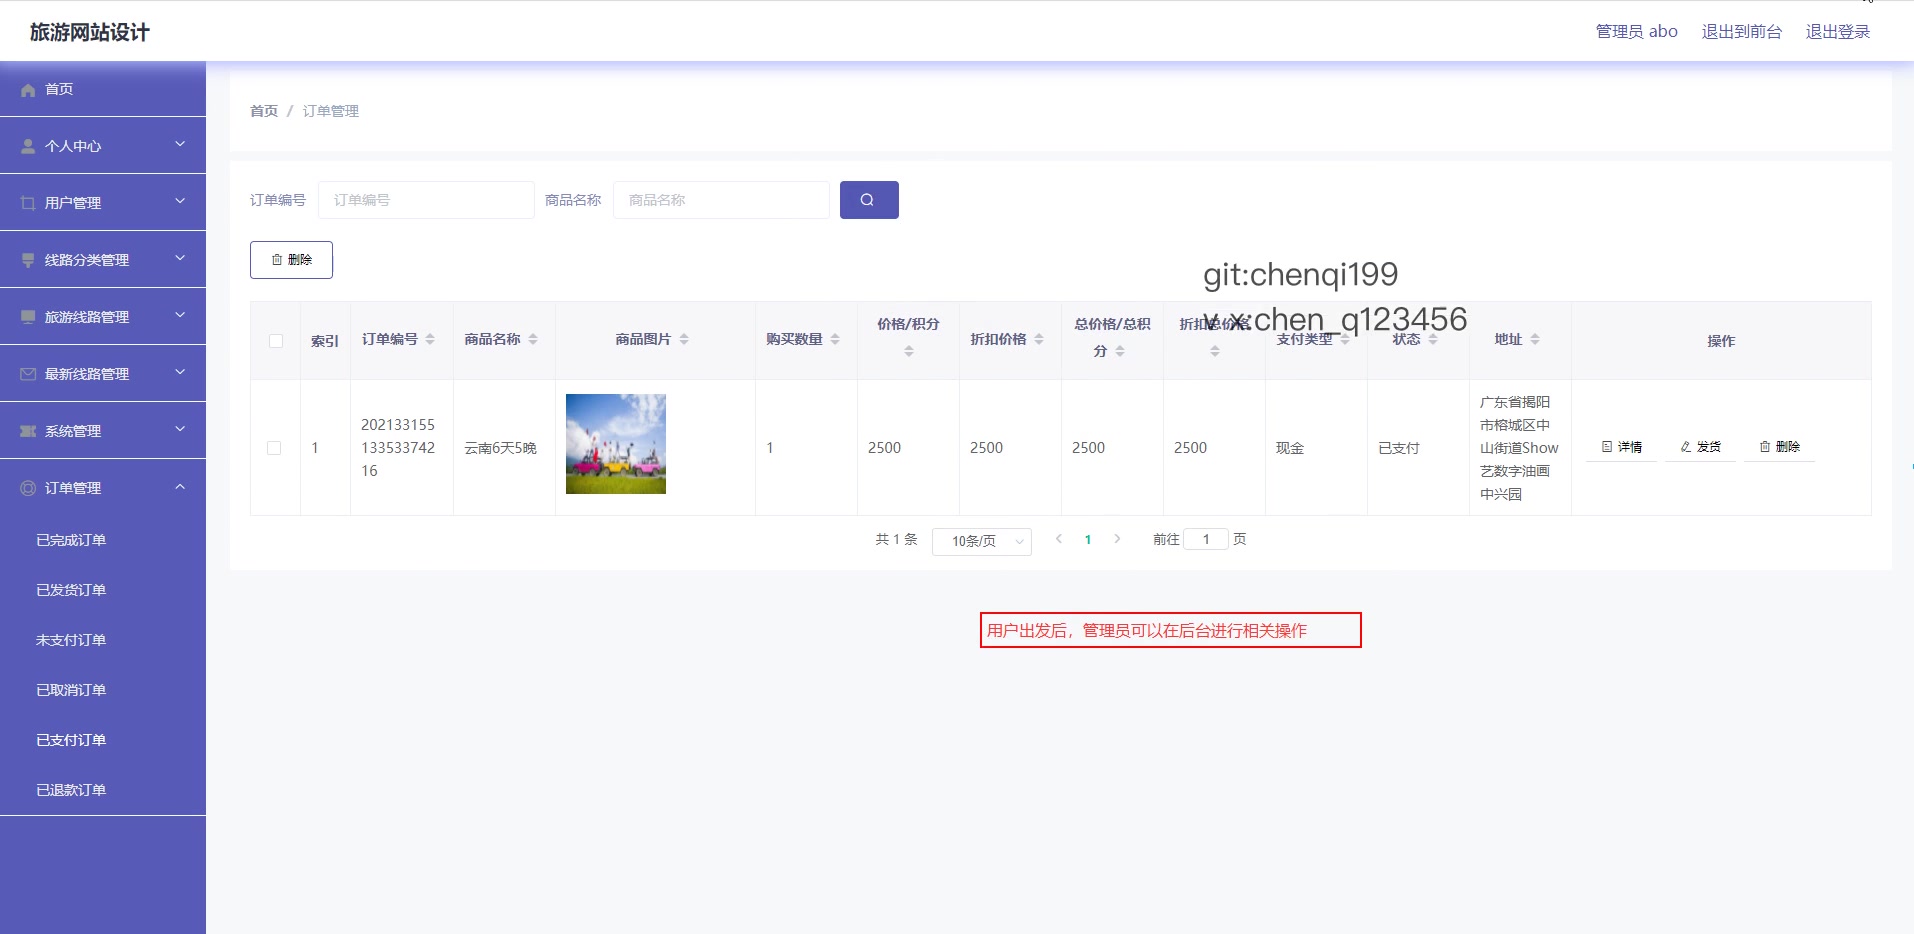 旅游网站设计
管理员 abo 退出到前台 退出登录
首页
个人中心
用户管理
线路分类管理
旅游线路管理
最新线路管理
系统管理
订单管理
已完成订单
已发货订单
未支付订单
已取消订单
已支付订单
已退款订单
首页 / 订单管理
订单编号 订单编号 商品名称 商品名称
删除
git:chenqi199
v x:chen_q123456
索引 订单编号 商品名称 商品图片 购买数量 价格/积分 折扣价格 总价格/总积分 折扣总价格 支付类型 状态 地址 操作
1
202133155
133533742
16
云南6天5晚
1 2500 2500 2500 2500 现金 已支付
广东省揭阳
市榕城区中
山街道Show
艺数字油画
中兴园
详情 发货 删除
共 1 条 10条/页 1 前往 1 页
用户出发后，管理员可以在后台进行相关操作